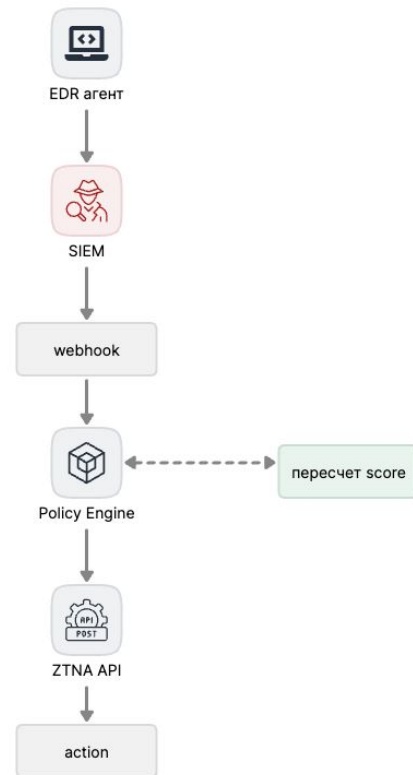 EDR агент
SIEM
webhook
Policy Engine
пересчет score
API
POST
ZTNA API
action